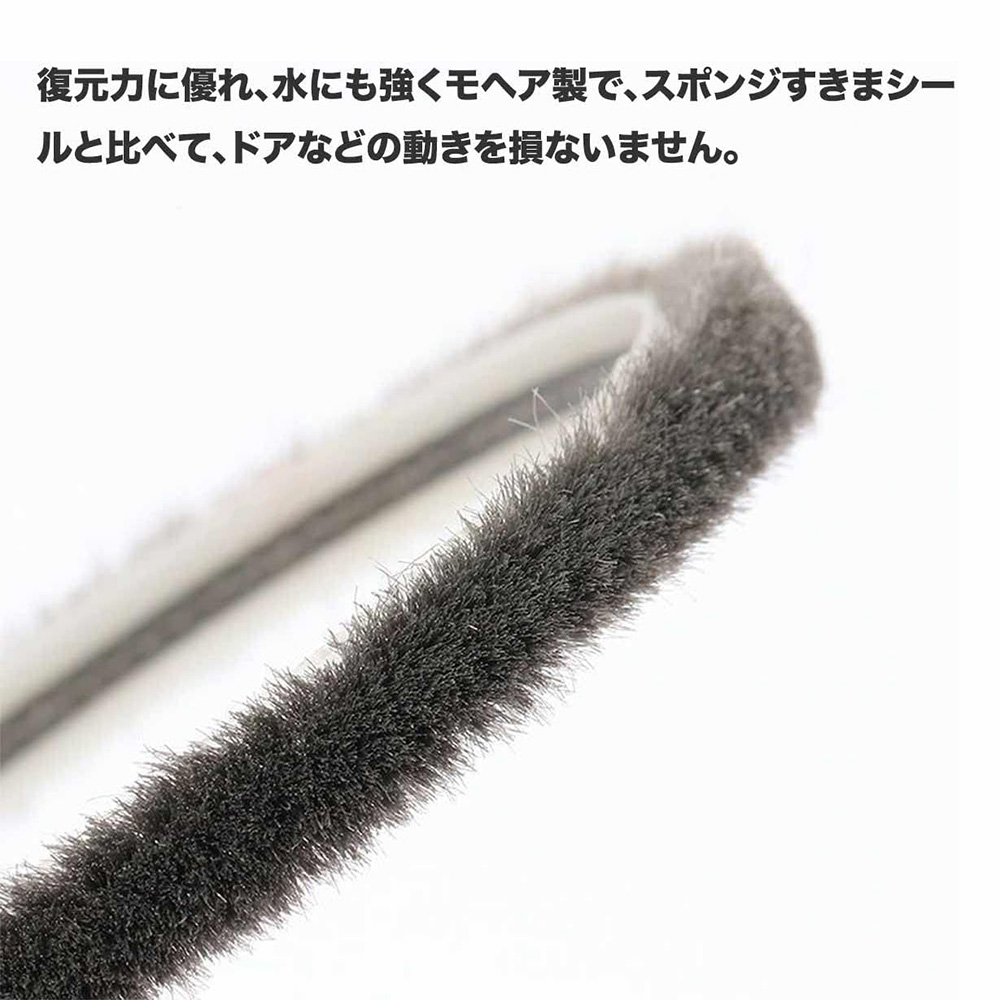 復元力に優れ、水にも強くモヘア製で、スポンジすきまシー
ルと比べて、ドアなどの動きを損ないません。